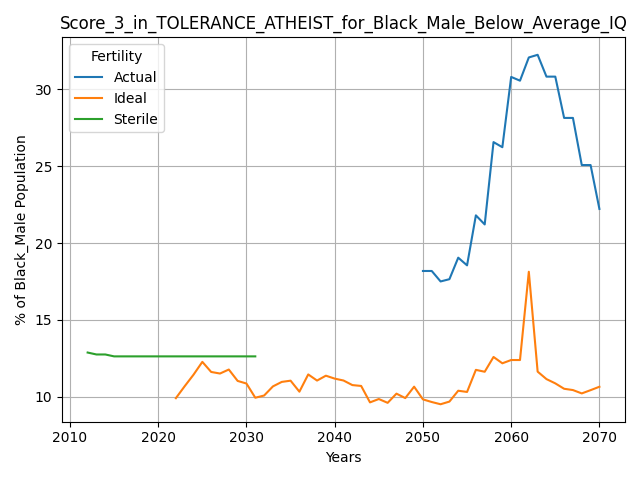 Score_3_in_TOLERANCE_ATHEIST_for_Black_Male_Below_Average_IQ
Fertility
Actual
Ideal
Sterile
% of Black_Male Population
30
25
20
15
10
2010 2020 2030 2040 2050 2060 2070
Years